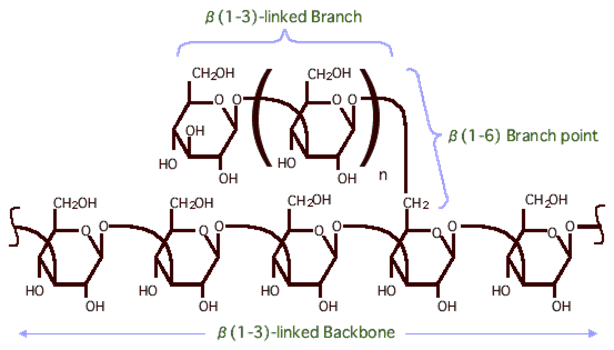 β(1-3)-linked Branch
CH2OH CH2OH
O O O O
OH
HO HO
OH OH
n
β(1-6) Branch point
CH2OH CH2OH CH2OH CH2 CH2OH
O O O O O O O O O O
HO HO HO HO HO
OH OH OH OH OH
β(1-3)-linked Backbone